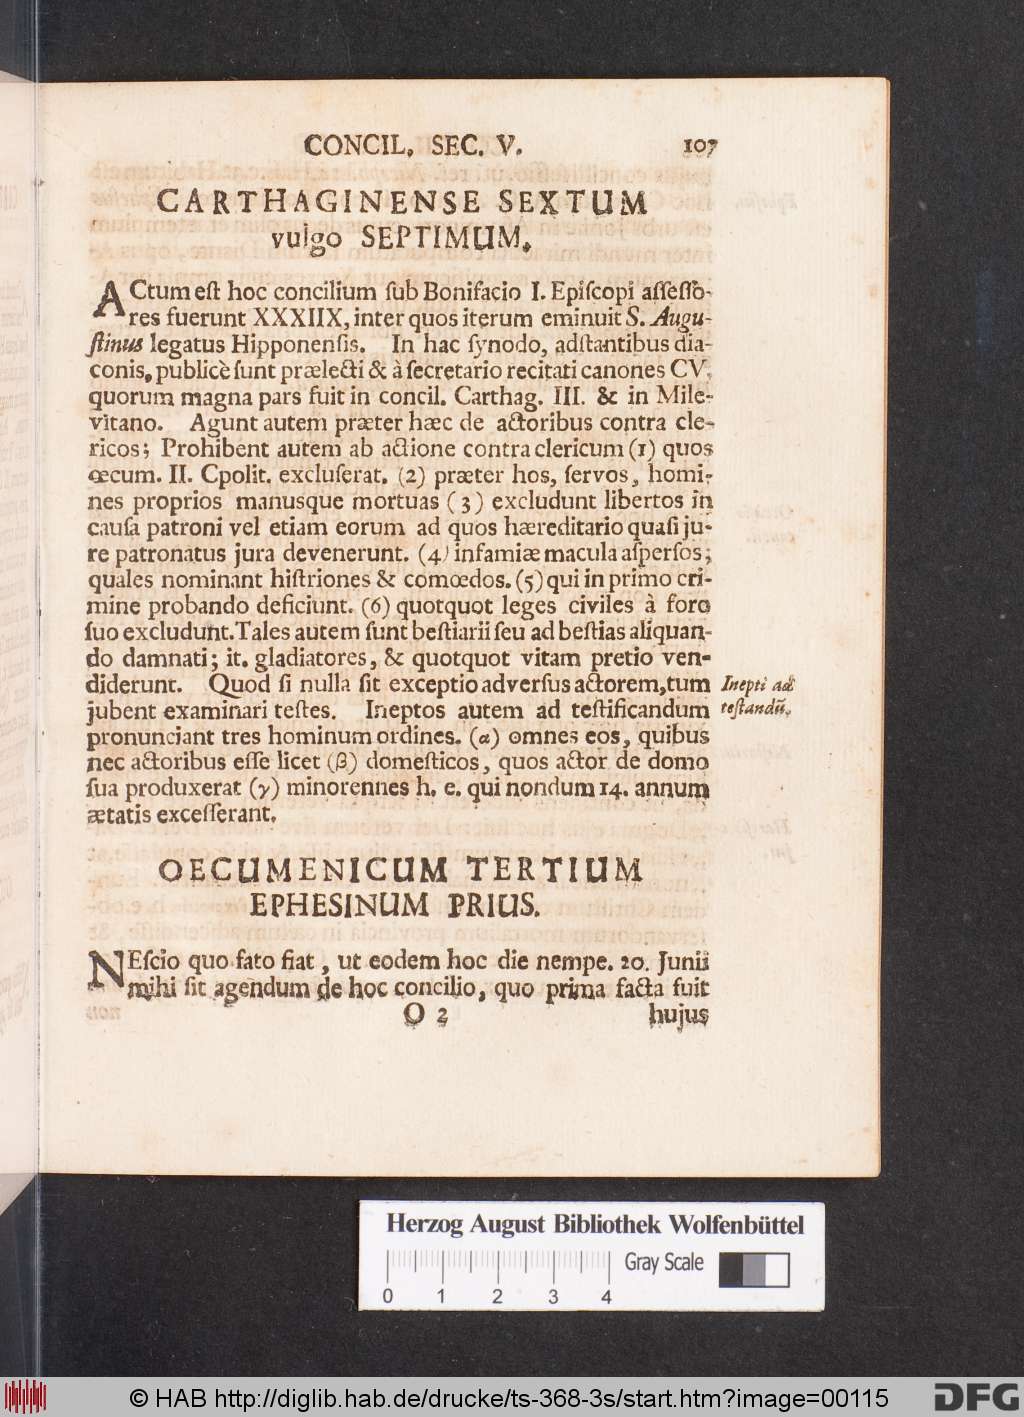 CONCIL. SEC. V. 107
CARTHAGINENSE SEXTUM
vulgo SEPTIMUM.
ACtum est hoc concilium sub Bonifacio I. Episcopi assesso-
res fuerunt XXXIIX, inter quos iterum eminuit S. Augu-
stinus legatus Hipponensis. In hac synodo, adstantibus dia-
conis, publicè sunt prælecti & à secretario recitati canones CV.
quorum magna pars fuit in concil. Carthag. III. & in Mile-
vitano. Agunt autem præter hæc de actoribus contra cle-
ricos; Prohibent autem ab actione contra clericum (1) quos
œcum. II. Cpolit. excluserat. (2) præter hos, servos, homi-
nes proprios manusque mortuas (3) excludunt libertos in
causa patroni vel etiam eorum ad quos hæreditario quasi ju-
re patronatus jura devenerunt. (4) infamiæ macula aspersos;
quales nominant histriones & comœdos. (5) qui in primo cri-
mine probando deficiunt. (6) quotquot leges civiles à foro
suo excludunt. Tales autem sunt bestiarii seu ad bestias aliquan-
do damnati; it. gladiatores, & quotquot vitam pretio ven-
diderunt. Quod si nulla sit exceptio adversus actorem, tum
jubent examinari testes. Ineptos autem ad testificandum
pronunciant tres hominum ordines. (α) omnes eos, quibus
nec actoribus esse licet (β) domesticos, quos actor de domo
sua produxerat (γ) minorennes h. e. qui nondum 14. annum
ætatis excesserant.
Inepti ad
testandũ.
OECUMENICUM TERTIUM
EPHESINUM PRIUS.
NEscio quo fato fiat, ut eodem hoc die nempe. 20. Junii
mihi sit agendum de hoc concilio, quo prima facta fuit
O 2 hujus
Herzog August Bibliothek Wolfenbüttel
Gray Scale
0 1 2 3 4
© HAB http://diglib.hab.de/drucke/ts-368-3s/start.htm?image=00115
DFG